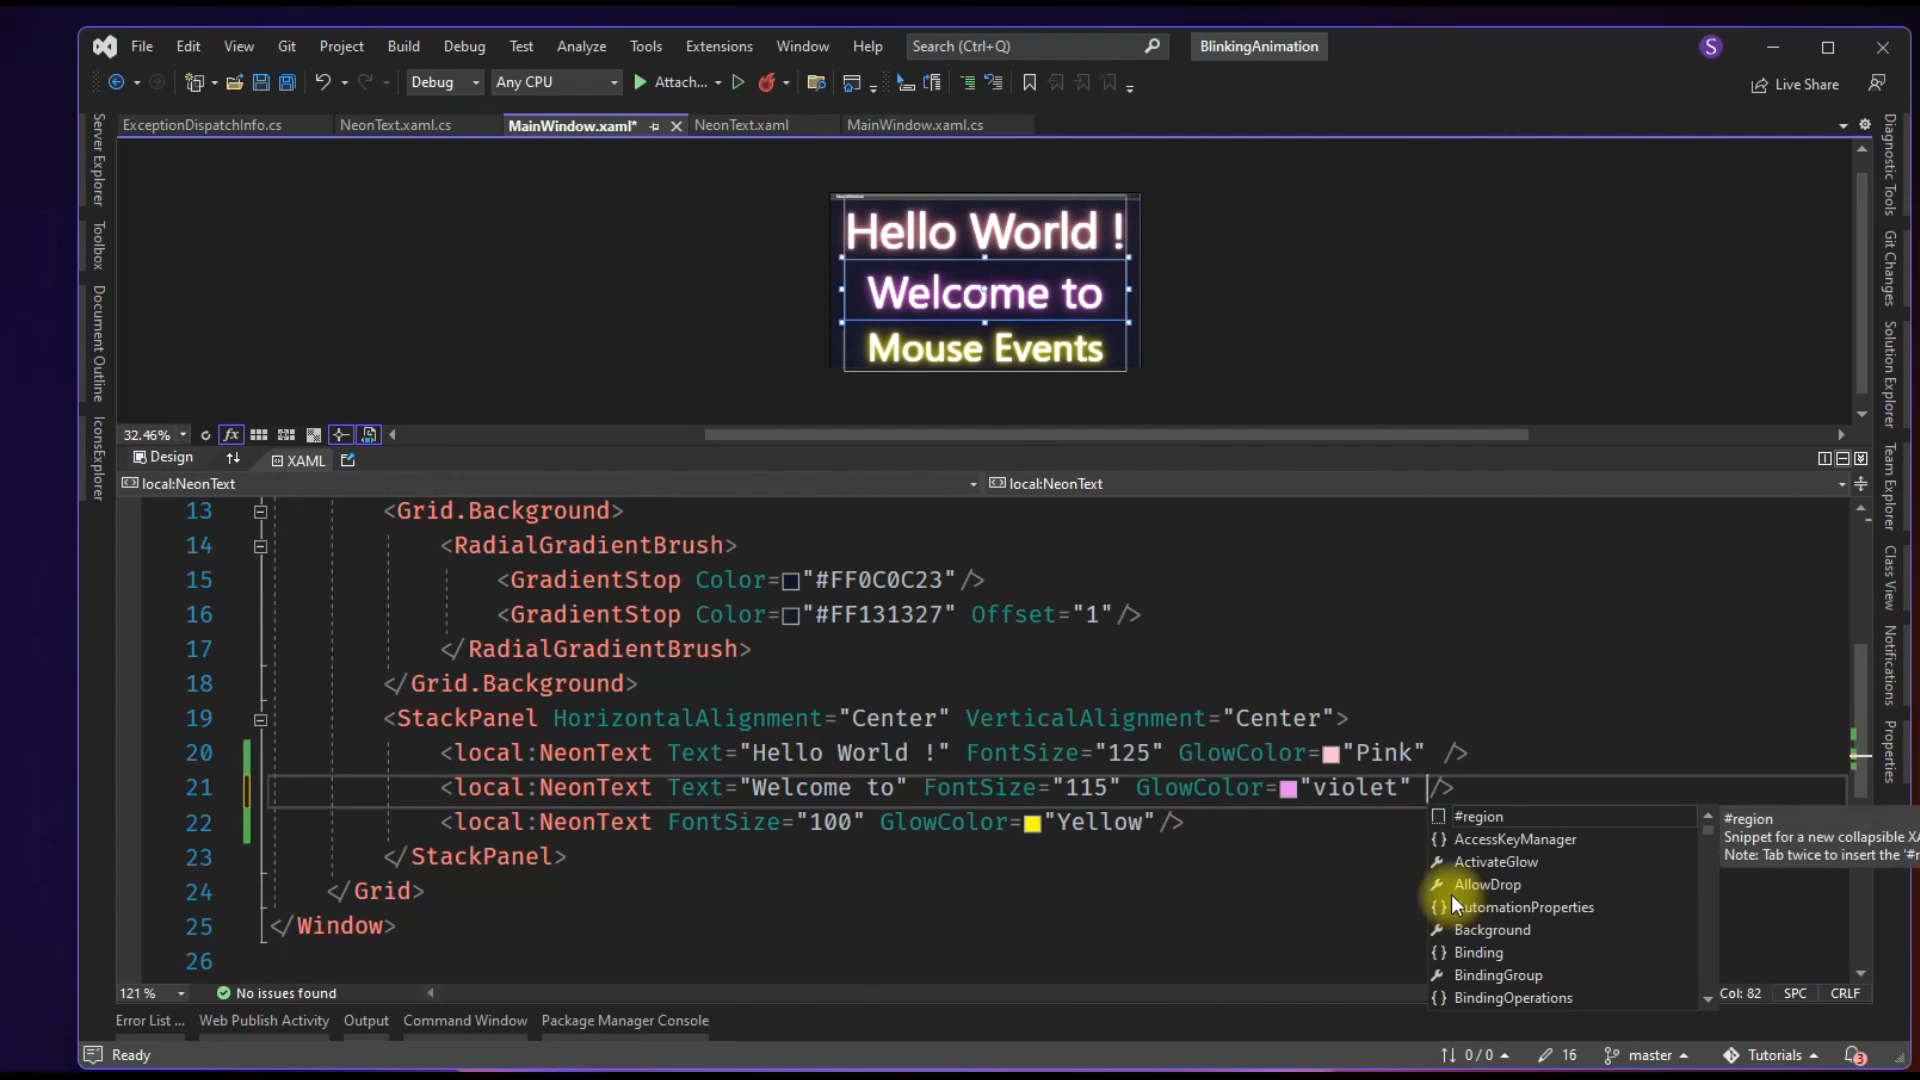 File Edit View Git Project Build Debug Test Analyze Tools Extensions Window Help Search (Ctrl+Q) BlinkingAnimation S
Debug Any CPU Attach... Live Share
ExceptionDispatchInfo.cs NeonText.xaml.cs MainWindow.xaml* NeonText.xaml MainWindow.xaml.cs
Server Explorer
Toolbox
Document Outline
IconsExplorer
Hello World !
Welcome to
Mouse Events
32.46% fx
Design XAML
local:NeonText local:NeonText
13 <Grid.Background>
14 <RadialGradientBrush>
15 <GradientStop Color="#FF0C0C23"/>
16 <GradientStop Color="#FF131327" Offset="1"/>
17 </RadialGradientBrush>
18 </Grid.Background>
19 <StackPanel HorizontalAlignment="Center" VerticalAlignment="Center">
20 <local:NeonText Text="Hello World !" FontSize="125" GlowColor="Pink" />
21 <local:NeonText Text="Welcome to" FontSize="115" GlowColor="violet" />
22 <local:NeonText FontSize="100" GlowColor="Yellow"/>
23 </StackPanel>
24 </Grid>
25 </Window>
26
#region
AccessKeyManager
ActivateGlow
AllowDrop
AutomationProperties
Background
Binding
BindingGroup
BindingOperations
#region
Snippet for a new collapsible
Note: Tab twice to insert the
Diagnostic Tools
Git Changes
Solution Explorer
Team Explorer
Class View
Notifications
Properties
121 % No issues found Col: 82 SPC CRLF
Error List ... Web Publish Activity Output Command Window Package Manager Console
Ready 0 / 0 16 master Tutorials 3